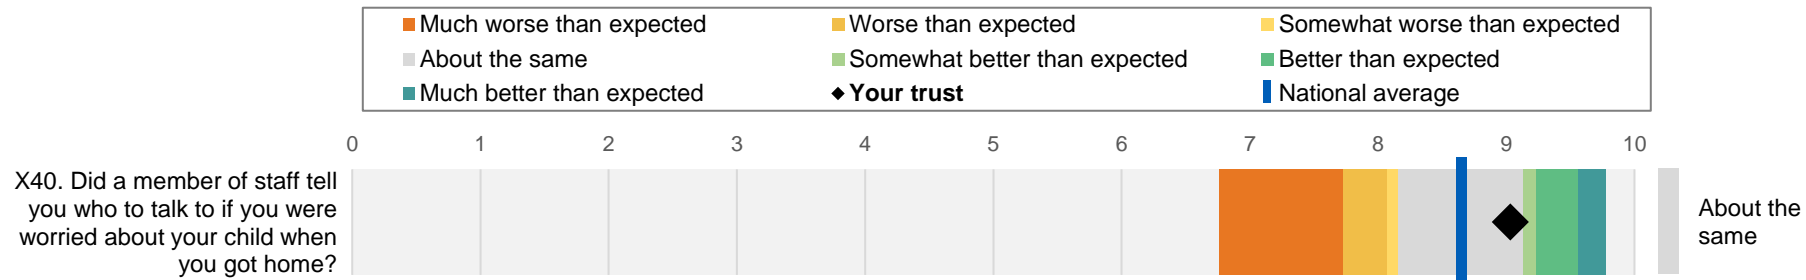 Much worse than expected
Worse than expected
Somewhat worse than expected
About the same
Somewhat better than expected
Better than expected
Much better than expected
Your trust
National average
0 1 2 3 4 5 6 7 8 9 10
X40. Did a member of staff tell
you who to talk to if you were
worried about your child when
you got home?
About the
same